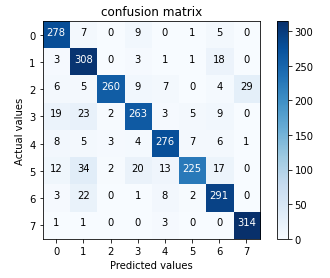 confusion matrix
0 278 7 0 9 0 1 5 0
1 3 308 0 3 1 1 18 0
2 6 5 260 9 7 0 4 29
3 19 23 2 263 3 5 9 0
4 8 5 3 4 276 7 6 1
5 12 34 2 20 13 225 17 0
6 3 22 0 1 8 2 291 0
7 1 1 0 0 3 0 0 314
0 1 2 3 4 5 6 7
Predicted values
Actual values
300
250
200
150
100
50
0